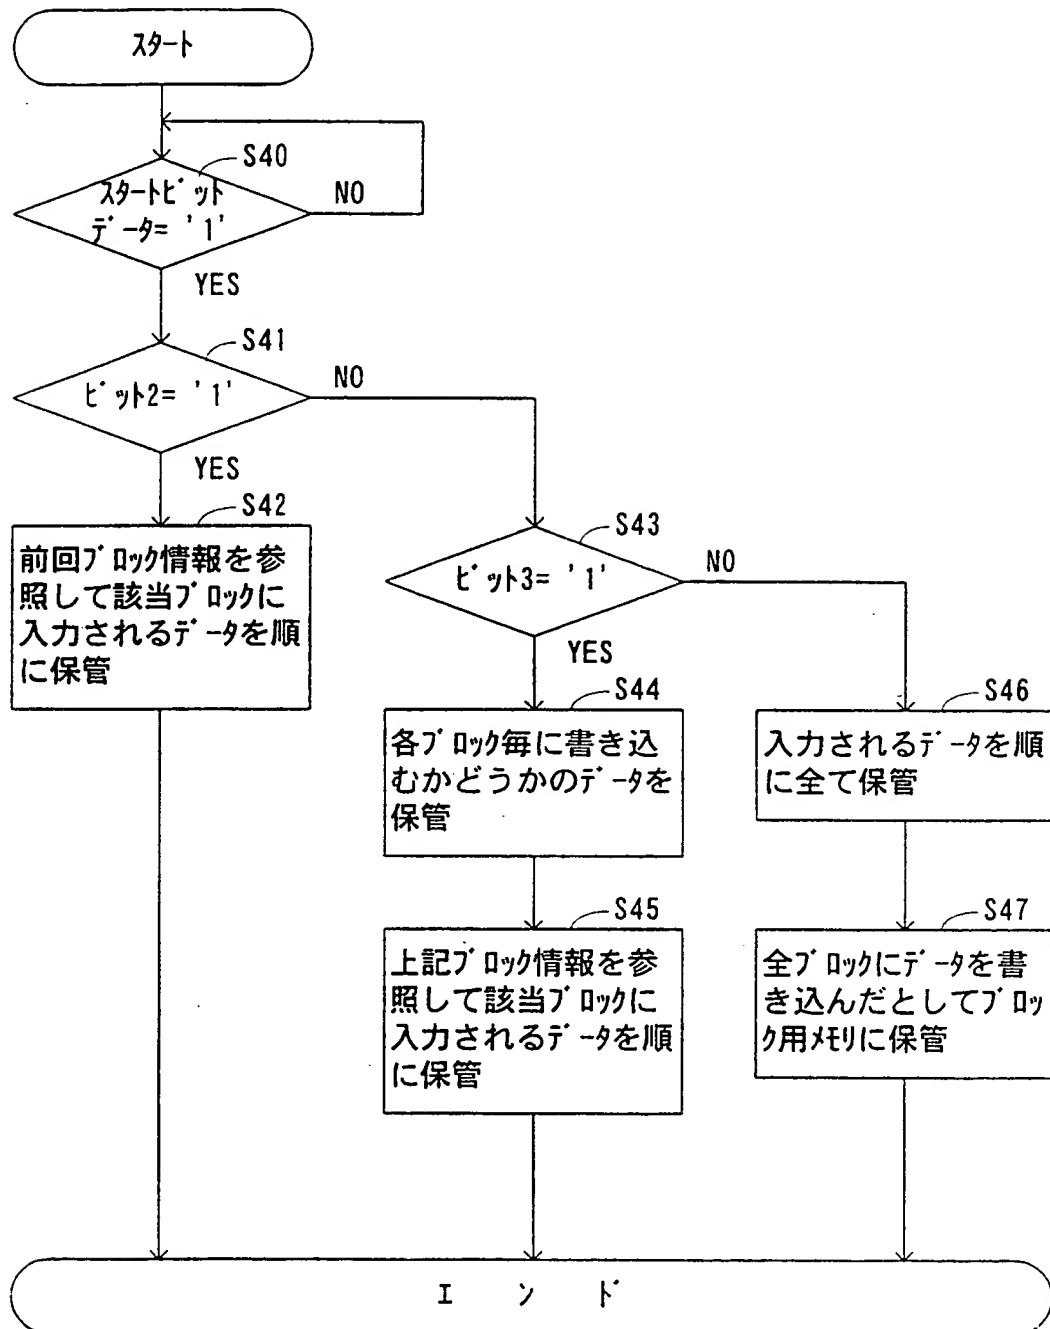 スタート
S40
スタートビット
データ= '1'
NO
YES
S41
ビット2= '1'
NO
YES
S42
前回ブロック情報を参
照して該当ブロックに
入力されるデータを順
に保管
S43
ビット3= '1'
NO
YES
S44
各ブロック毎に書き込
むかどうかのデータを
保管
S46
入力されるデータを順
に全て保管
S45
上記ブロック情報を参
照して該当ブロックに
入力されるデータを順
に保管
S47
全ブロックにデータを書
き込んだとしてブロッ
ク用メモリに保管
エンド